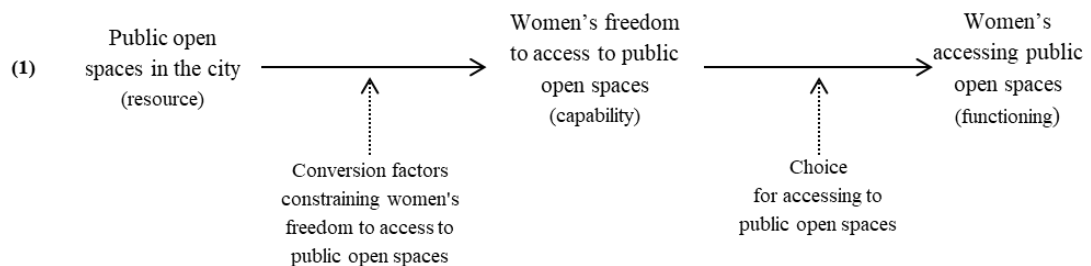 (1)
Public open
spaces in the city
(resource)
Women’s freedom
to access to public
open spaces
(capability)
Women’s
accessing public
open spaces
(functioning)
Conversion factors
constraining women's
freedom to access to
public open spaces
Choice
for accessing to
public open spaces